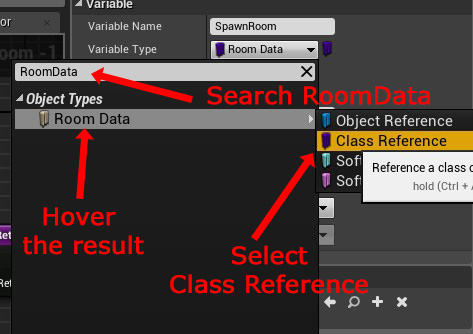 Variable
or
Variable Name
SpawnRoom
oom -1
Variable Type
Room Data
RoomData
Search RoomData
Object Types
Room Data
Object Reference
Class Reference
Sof
Reference a class o
Soft
hold (Ctrl + A
Hover
the result
Select
Class Reference
Ret
Ret